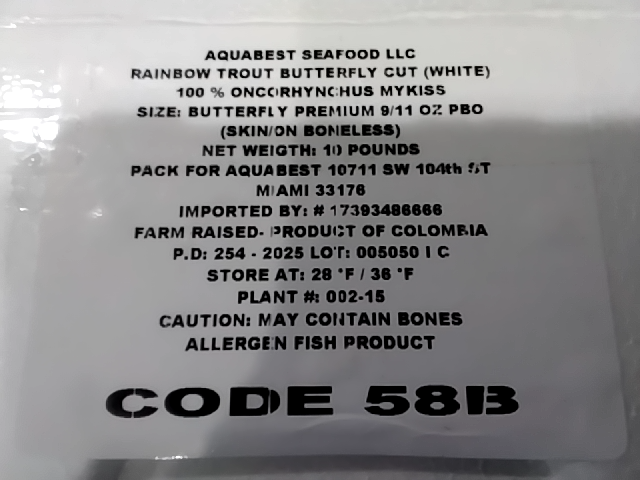 AQUABEST SEAFOOD LLC
RAINBOW TROUT BUTTERFLY CUT (WHITE)
100 % ONCORHYNCHUS MYKISS
SIZE: BUTTERFLY PREMIUM 9/11 OZ PBO
(SKIN/ON BONELESS)
NET WEIGTH: 10 POUNDS
PACK FOR AQUABEST 10711 SW 104th ST
MIAMI 33176
IMPORTED BY: # 17393486666
FARM RAISED- PRODUCT OF COLOMBIA
P.D: 254 - 2025 LOT: 005050 I C
STORE AT: 28 °F / 36 °F
PLANT #: 002-15
CAUTION: MAY CONTAIN BONES
ALLERGEN FISH PRODUCT
CODE 58B